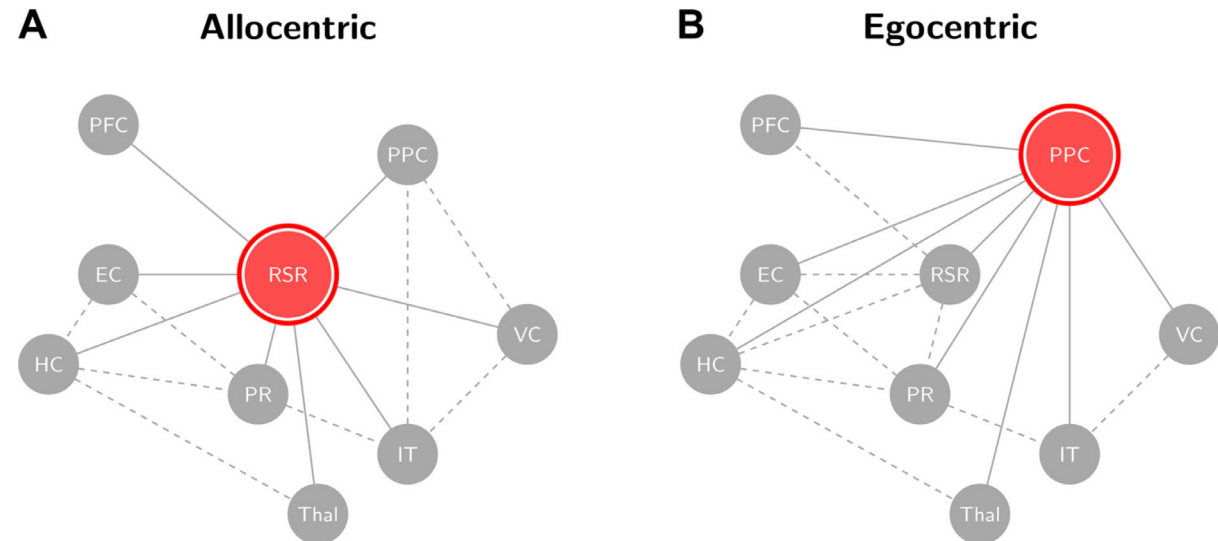 A Allocentric
PFC
PPC
EC
RSR
VC
HC
PR
IT
Thal
B Egocentric
PFC
PPC
EC
RSR
VC
HC
PR
IT
Thal